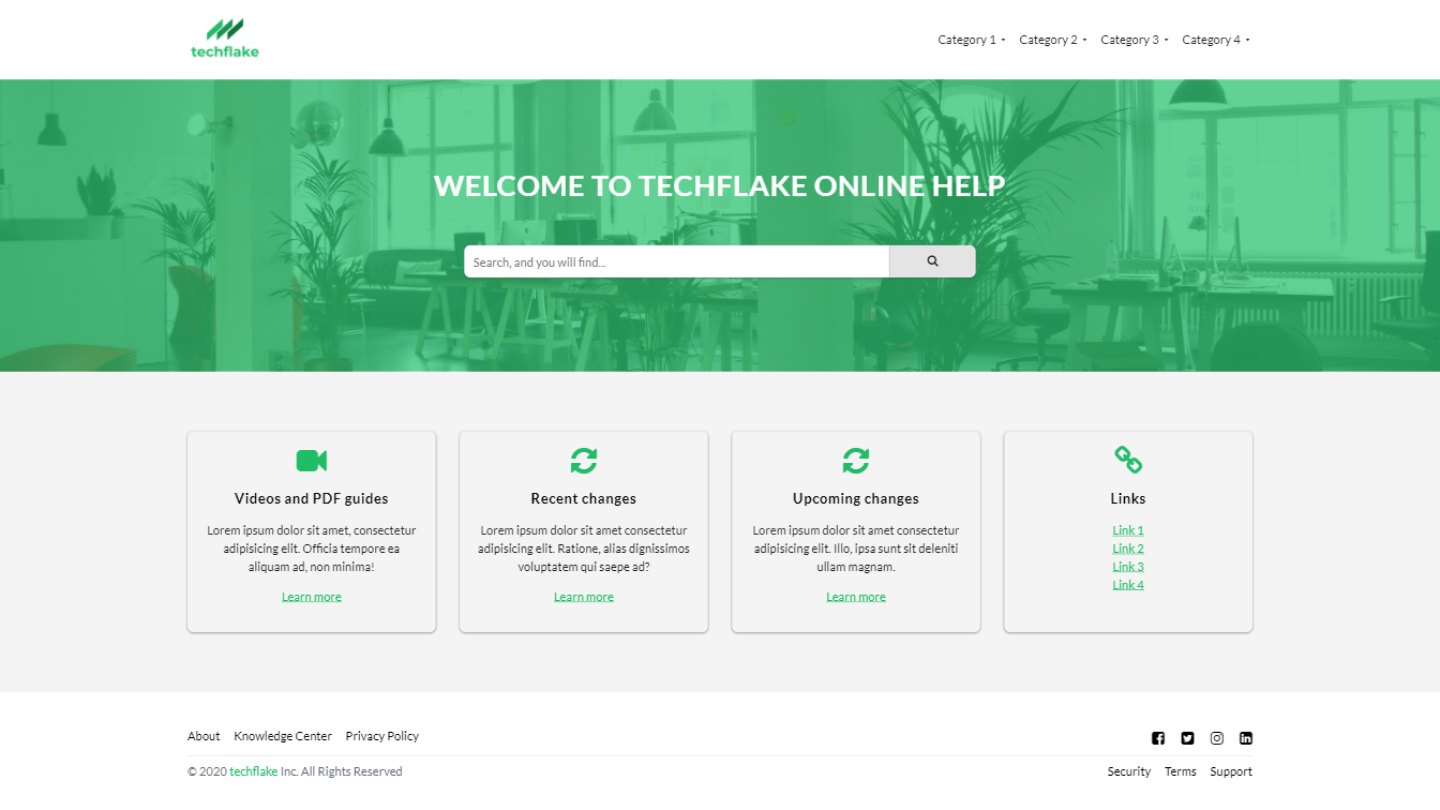 techflake
Category 1 Category 2 Category 3 Category 4
WELCOME TO TECHFLAKE ONLINE HELP
Search, and you will find...
Videos and PDF guides
Lorem ipsum dolor sit amet, consectetur
adipisicing elit. Officia tempore ea
aliquam ad, non minima!
Learn more
Recent changes
Lorem ipsum dolor sit amet consectetur
adipisicing elit. Ratione, alias dignissimos
voluptatem qui saepe ad?
Learn more
Upcoming changes
Lorem ipsum dolor sit amet consectetur
adipisicing elit. Illo, ipsa sunt sit deleniti
ullam magnam.
Learn more
Links
Link 1
Link 2
Link 3
Link 4
About Knowledge Center Privacy Policy
© 2020 techflake Inc. All Rights Reserved
Security Terms Support